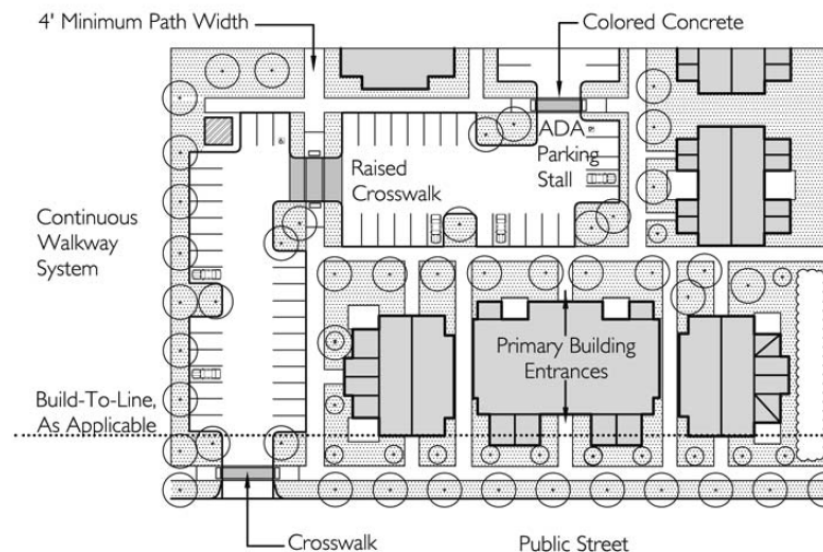 4' Minimum Path Width
Colored Concrete
ADA
Parking
Stall
Raised
Crosswalk
Continuous
Walkway
System
Primary Building
Entrances
Build-To-Line,
As Applicable
Crosswalk
Public Street